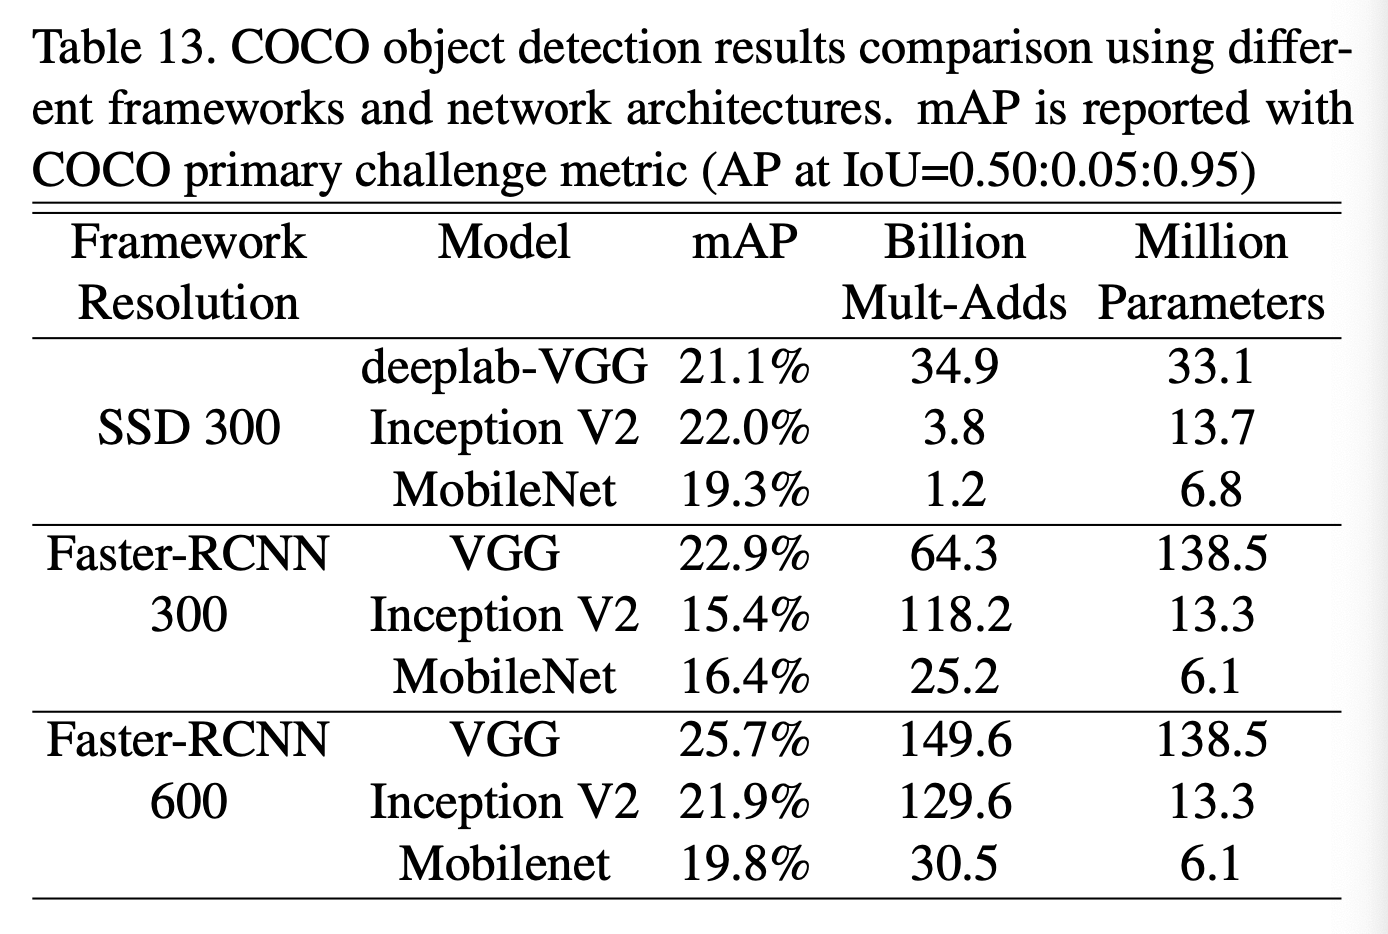 Table 13. COCO object detection results comparison using differ-
ent frameworks and network architectures. mAP is reported with
COCO primary challenge metric (AP at IoU=0.50:0.05:0.95)
Framework Model mAP Billion Million
Resolution Mult-Adds Parameters
deeplab-VGG 21.1% 34.9 33.1
SSD 300 Inception V2 22.0% 3.8 13.7
MobileNet 19.3% 1.2 6.8
Faster-RCNN VGG 22.9% 64.3 138.5
300 Inception V2 15.4% 118.2 13.3
MobileNet 16.4% 25.2 6.1
Faster-RCNN VGG 25.7% 149.6 138.5
600 Inception V2 21.9% 129.6 13.3
Mobilenet 19.8% 30.5 6.1